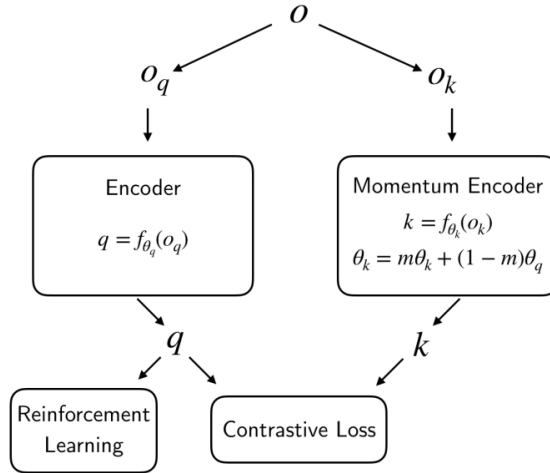 o
o_q
o_k
Encoder
q = f_{θ_q}(o_q)
Momentum Encoder
k = f_{θ_k}(o_k)
θ_k = mθ_k + (1 − m)θ_q
q
k
Reinforcement
Learning
Contrastive Loss